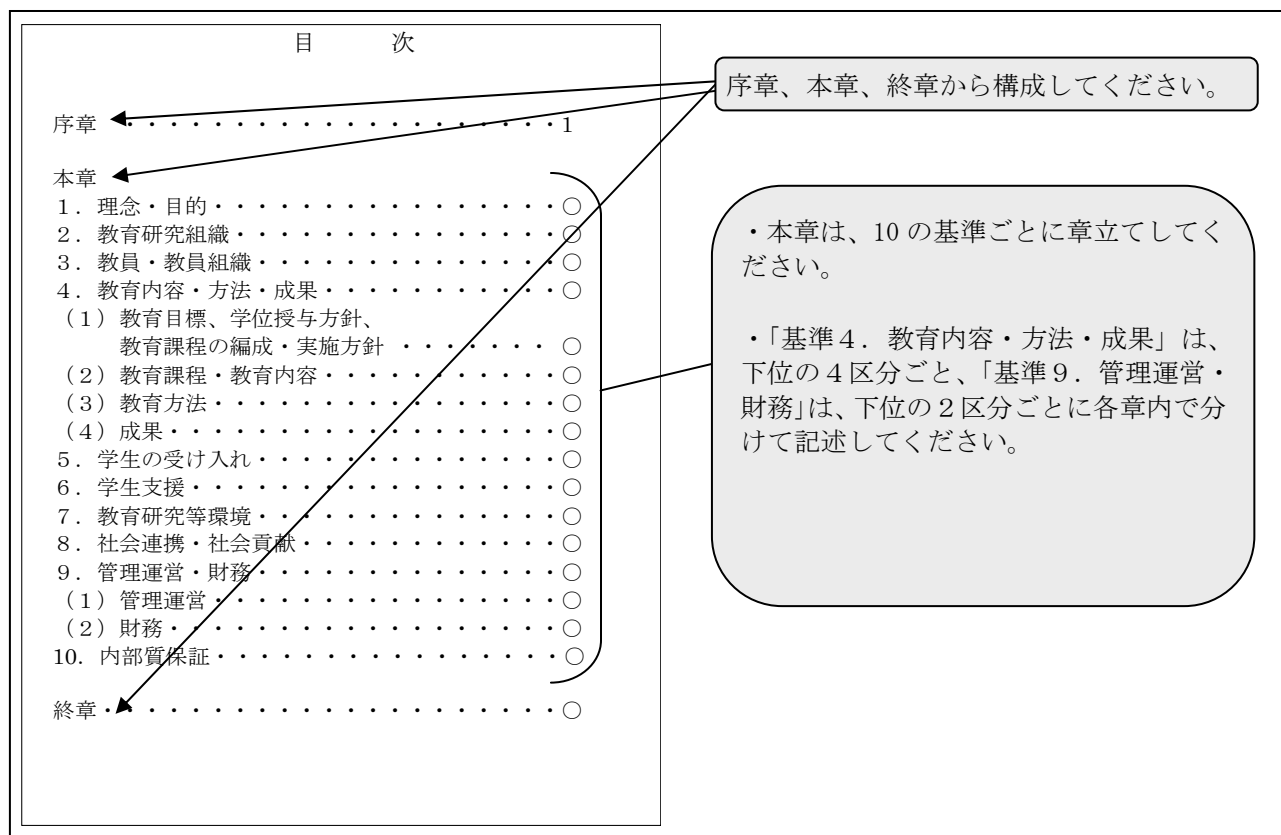 目　　　次
序章　・・・・・・・・・・・・・・・・・・・・1
本章
１．理念・目的・・・・・・・・・・・・・・・・○
２．教育研究組織・・・・・・・・・・・・・・・○
３．教員・教員組織・・・・・・・・・・・・・・○
４．教育内容・方法・成果・・・・・・・・・・・○
（１）教育目標、学位授与方針、
教育課程の編成・実施方針　・・・・・・・　○
（２）教育課程・教育内容・・・・・・・・・・・○
（３）教育方法・・・・・・・・・・・・・・・・○
（４）成果・・・・・・・・・・・・・・・・・・○
５．学生の受け入れ・・・・・・・・・・・・・・○
６．学生支援・・・・・・・・・・・・・・・・・○
７．教育研究等環境・・・・・・・・・・・・・・○
８．社会連携・社会貢献・・・・・・・・・・・・○
９．管理運営・財務・・・・・・・・・・・・・・○
（１）管理運営・・・・・・・・・・・・・・・・○
（２）財務・・・・・・・・・・・・・・・・・・○
10．内部質保証・・・・・・・・・・・・・・・・○
終章・・・・・・・・・・・・・・・・・・・・・○
序章、本章、終章から構成してください。
・本章は、10 の基準ごとに章立てしてく
ださい。
・「基準４．教育内容・方法・成果」は、
下位の４区分ごと、「基準９．管理運営・
財務」は、下位の２区分ごとに各章内で分
けて記述してください。